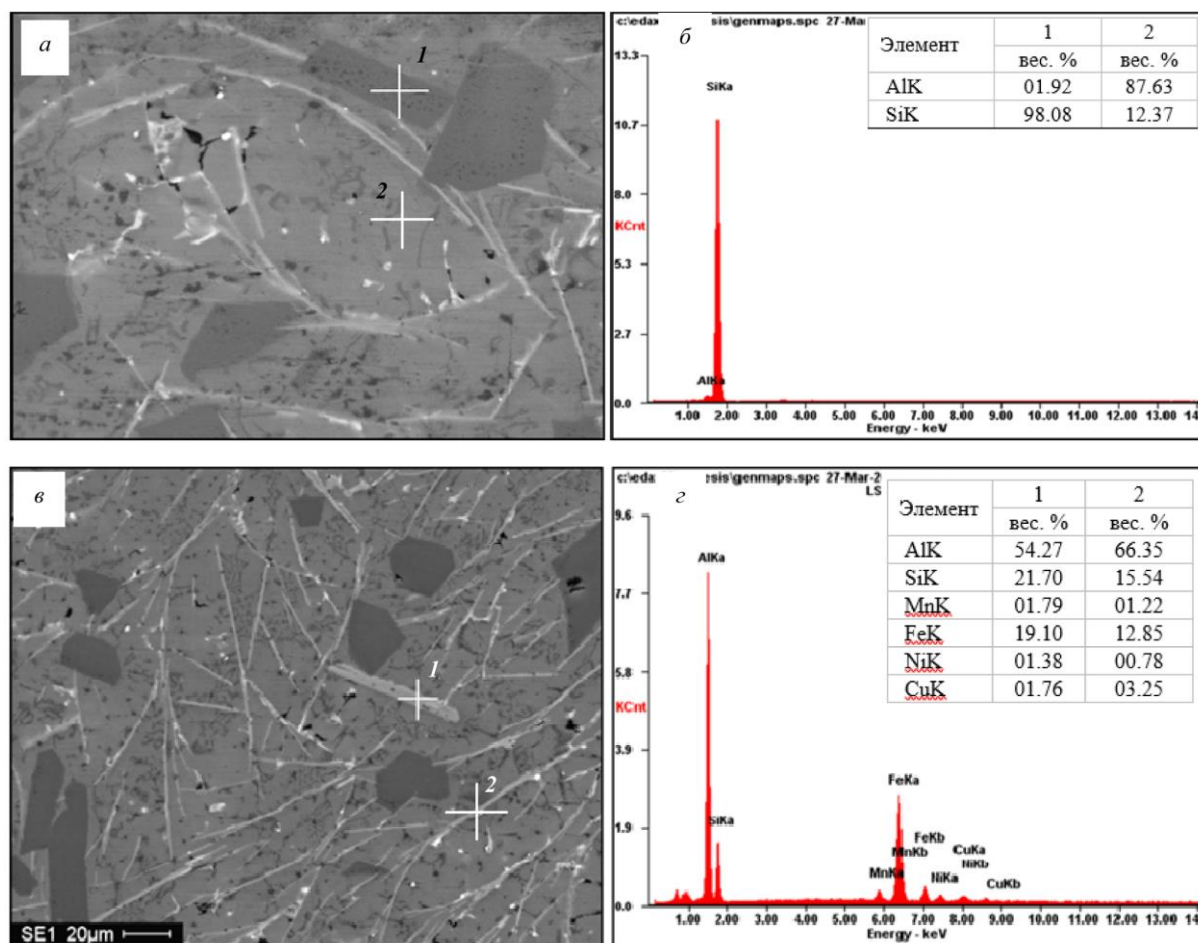 а
1
2
б
c:\edax sis\genmaps.spc 27-Mar
Элемент 1 2
вес. % вес. %
AlK 01.92 87.63
SiK 98.08 12.37
13.3
10.7
8.0
KCnt
5.3
2.7
0.0
SiKa
AlKa
1.00 2.00 3.00 4.00 5.00 6.00 7.00 8.00 9.00 10.00 11.00 12.00 13.00 14
Energy - keV
в
1
2
SE1 20µm
г
c:\eda sis\genmaps.spc 27-Mar-2
LS
Элемент 1 2
вес. % вес. %
AlK 54.27 66.35
SiK 21.70 15.54
MnK 01.79 01.22
FeK 19.10 12.85
NiK 01.38 00.78
CuK 01.76 03.25
9.6
7.7
5.8
KCnt
3.9
1.9
0.0
AlKa
SiKa
FeKa
FeKb
MnKb
MnKa
NiKa
CuKa
NiKb
CuKb
1.00 2.00 3.00 4.00 5.00 6.00 7.00 8.00 9.00 10.00 11.00 12.00 13.00 14
Energy - keV